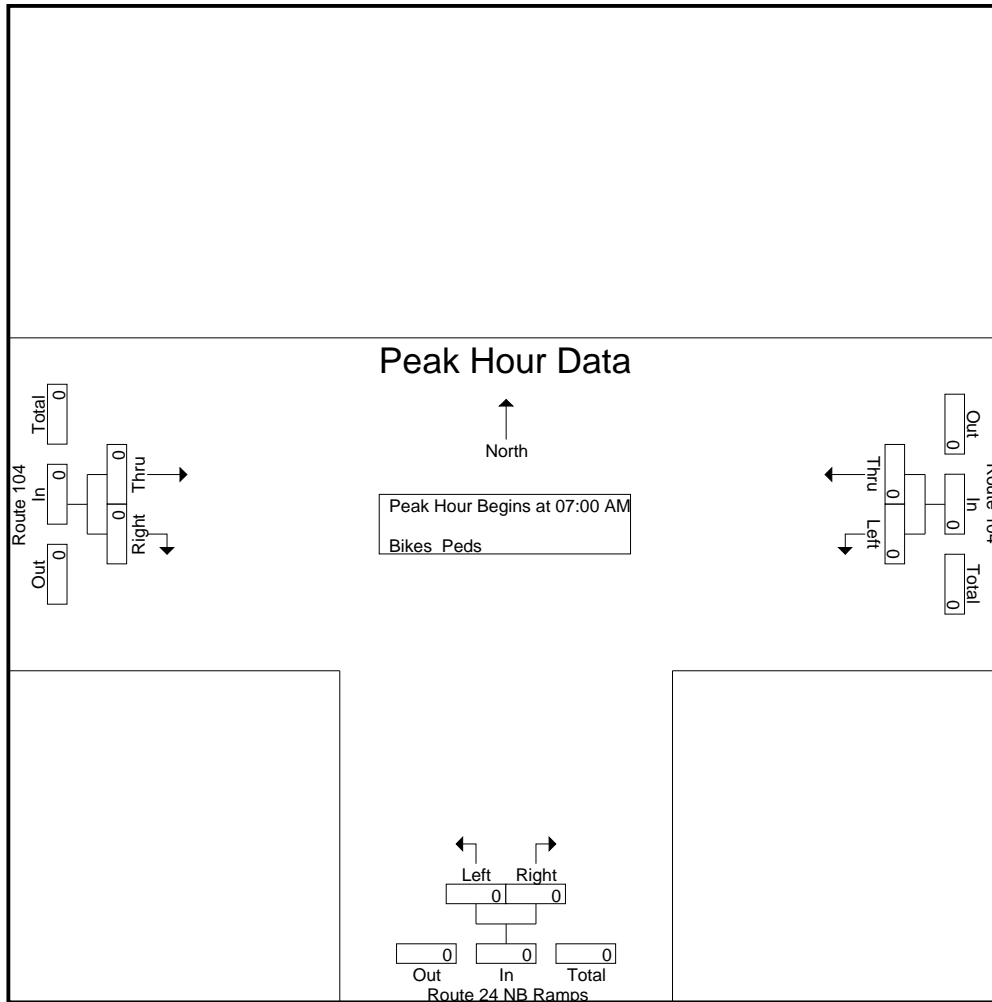 Peak Hour Data
North
Peak Hour Begins at 07:00 AM
Bikes Peds
Route 104
Total
0
In
0
Out
0
Thru
0
Right
0
Route 104
Out
0
In
0
Total
0
Thru
0
Left
0
Left Right
0 0
0 0 0
Out In Total
Route 24 NB Ramps